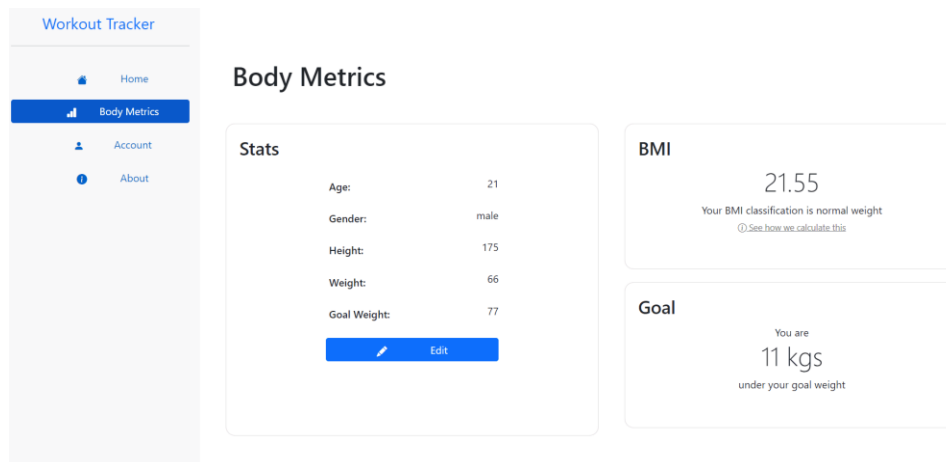 Workout Tracker
Home
Body Metrics
Account
About
Body Metrics
Stats
Age: 21
Gender: male
Height: 175
Weight: 66
Goal Weight: 77
Edit
BMI
21.55
Your BMI classification is normal weight
See how we calculate this
Goal
You are
11 kgs
under your goal weight